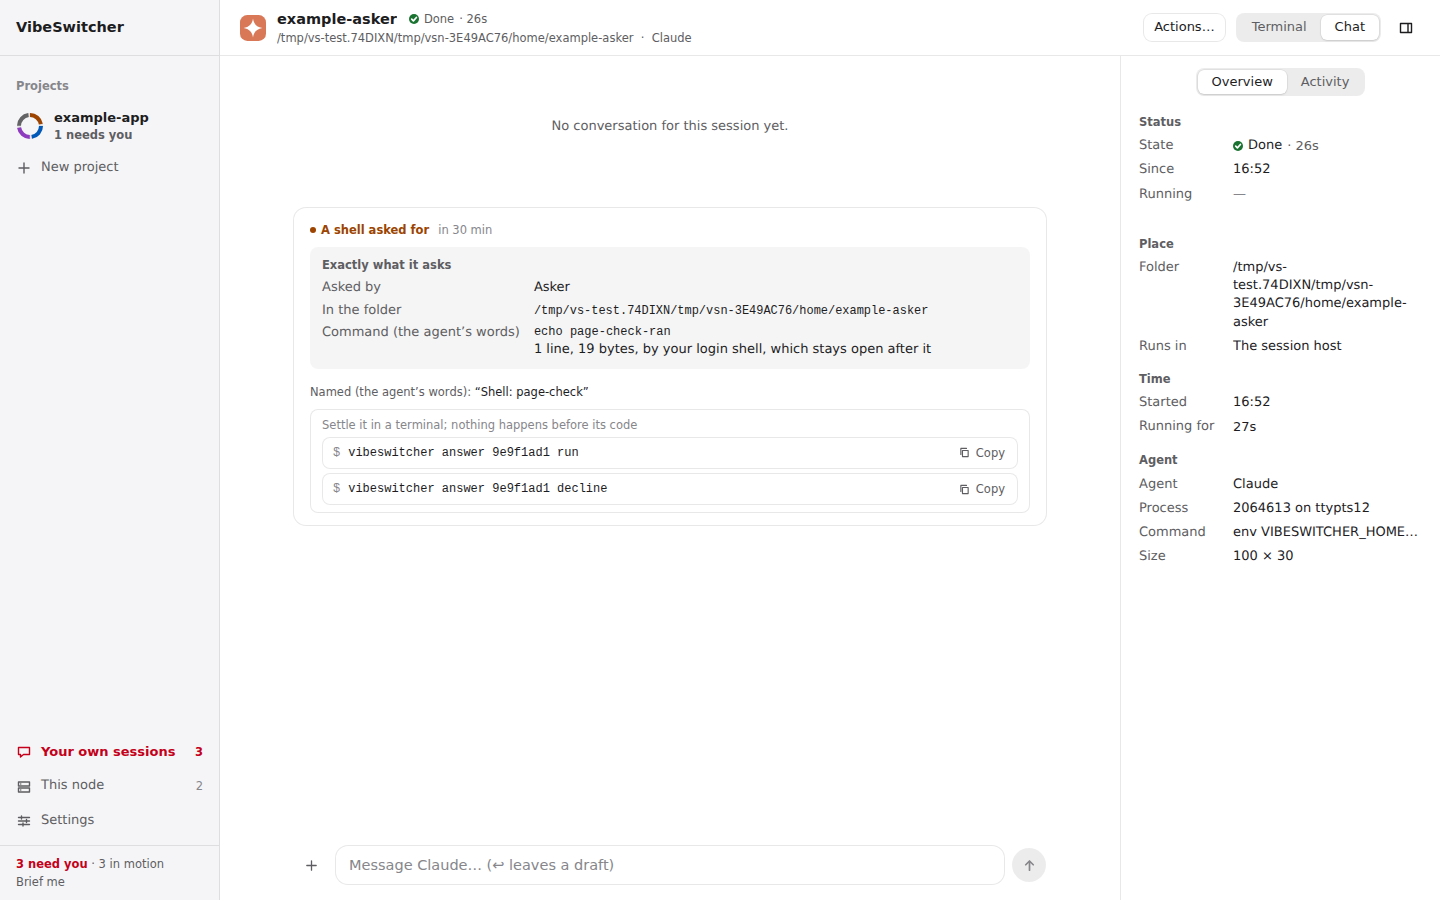 VibeSwitcher
Projects
example-app
1 needs you
New project
Your own sessions 3
This node 2
Settings
3 need you · 3 in motion
Brief me
example-asker Done · 26s
/tmp/vs-test.74DIXN/tmp/vsn-3E49AC76/home/example-asker · Claude
Actions…
Terminal
Chat
No conversation for this session yet.
A shell asked for in 30 min
Exactly what it asks
Asked by Asker
In the folder /tmp/vs-test.74DIXN/tmp/vsn-3E49AC76/home/example-asker
Command (the agent’s words) echo page-check-ran
1 line, 19 bytes, by your login shell, which stays open after it
Named (the agent’s words): “Shell: page-check”
Settle it in a terminal; nothing happens before its code
$ vibeswitcher answer 9e9f1ad1 run Copy
$ vibeswitcher answer 9e9f1ad1 decline Copy
Message Claude… (↩ leaves a draft)
Overview
Activity
Status
State Done · 26s
Since 16:52
Running —
Place
Folder /tmp/vs-
test.74DIXN/tmp/vsn-
3E49AC76/home/example-
asker
Runs in The session host
Time
Started 16:52
Running for 27s
Agent
Agent Claude
Process 2064613 on ttypts12
Command env VIBESWITCHER_HOME…
Size 100 × 30